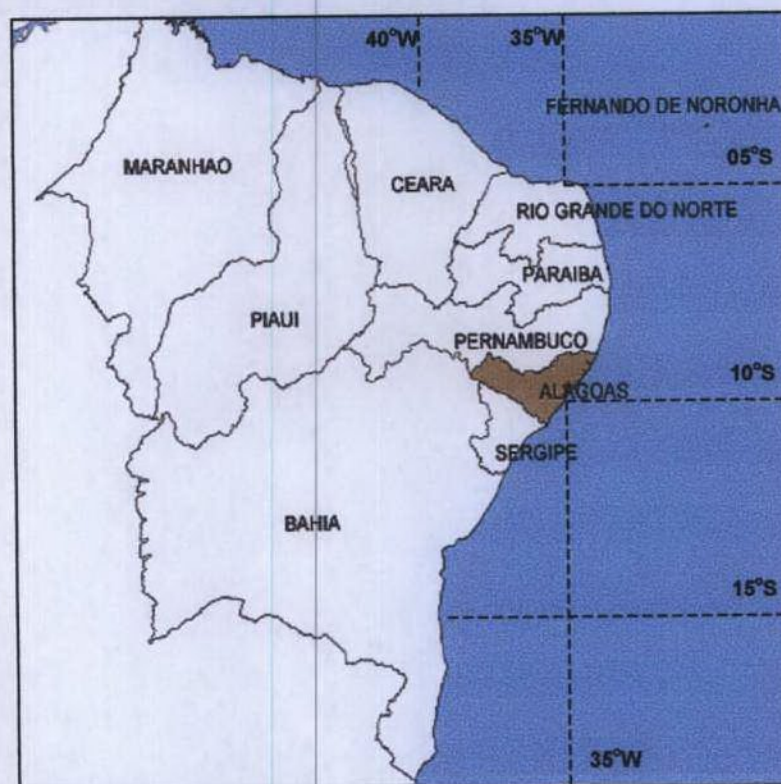 40°W
35°W
FERNANDO DE NORONHA
05°S
MARANHAO
CEARA
RIO GRANDE DO NORTE
PARAIBA
PIAUI
PERNAMBUCO
10°S
ALAGOAS
SERGIPE
BAHIA
15°S
35°W